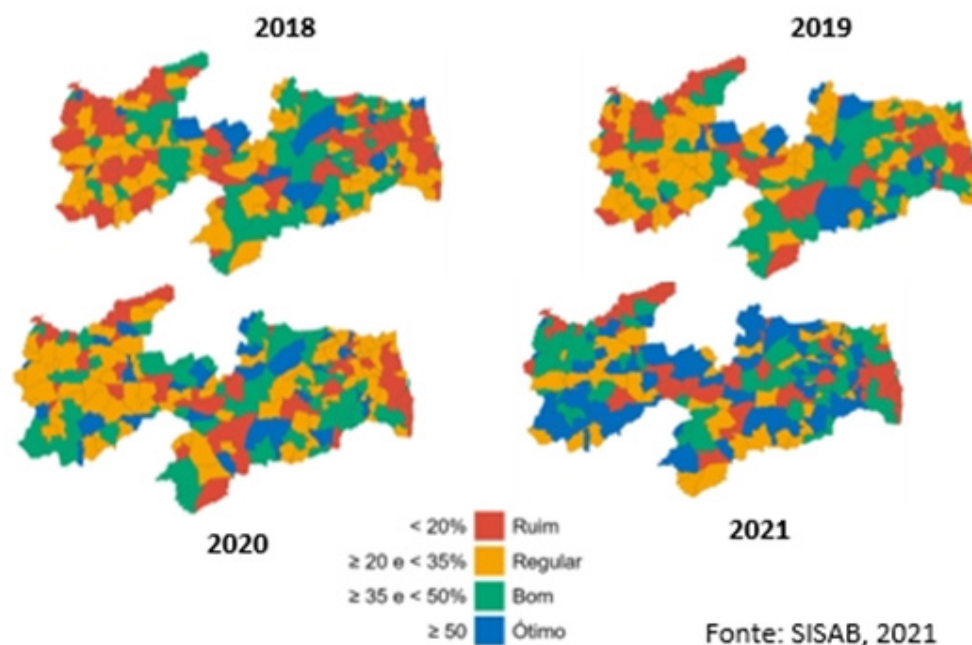 2018
2019
2020
2021
< 20% Ruim
≥ 20 e < 35% Regular
≥ 35 e < 50% Bom
≥ 50 Ótimo
Fonte: SISAB, 2021